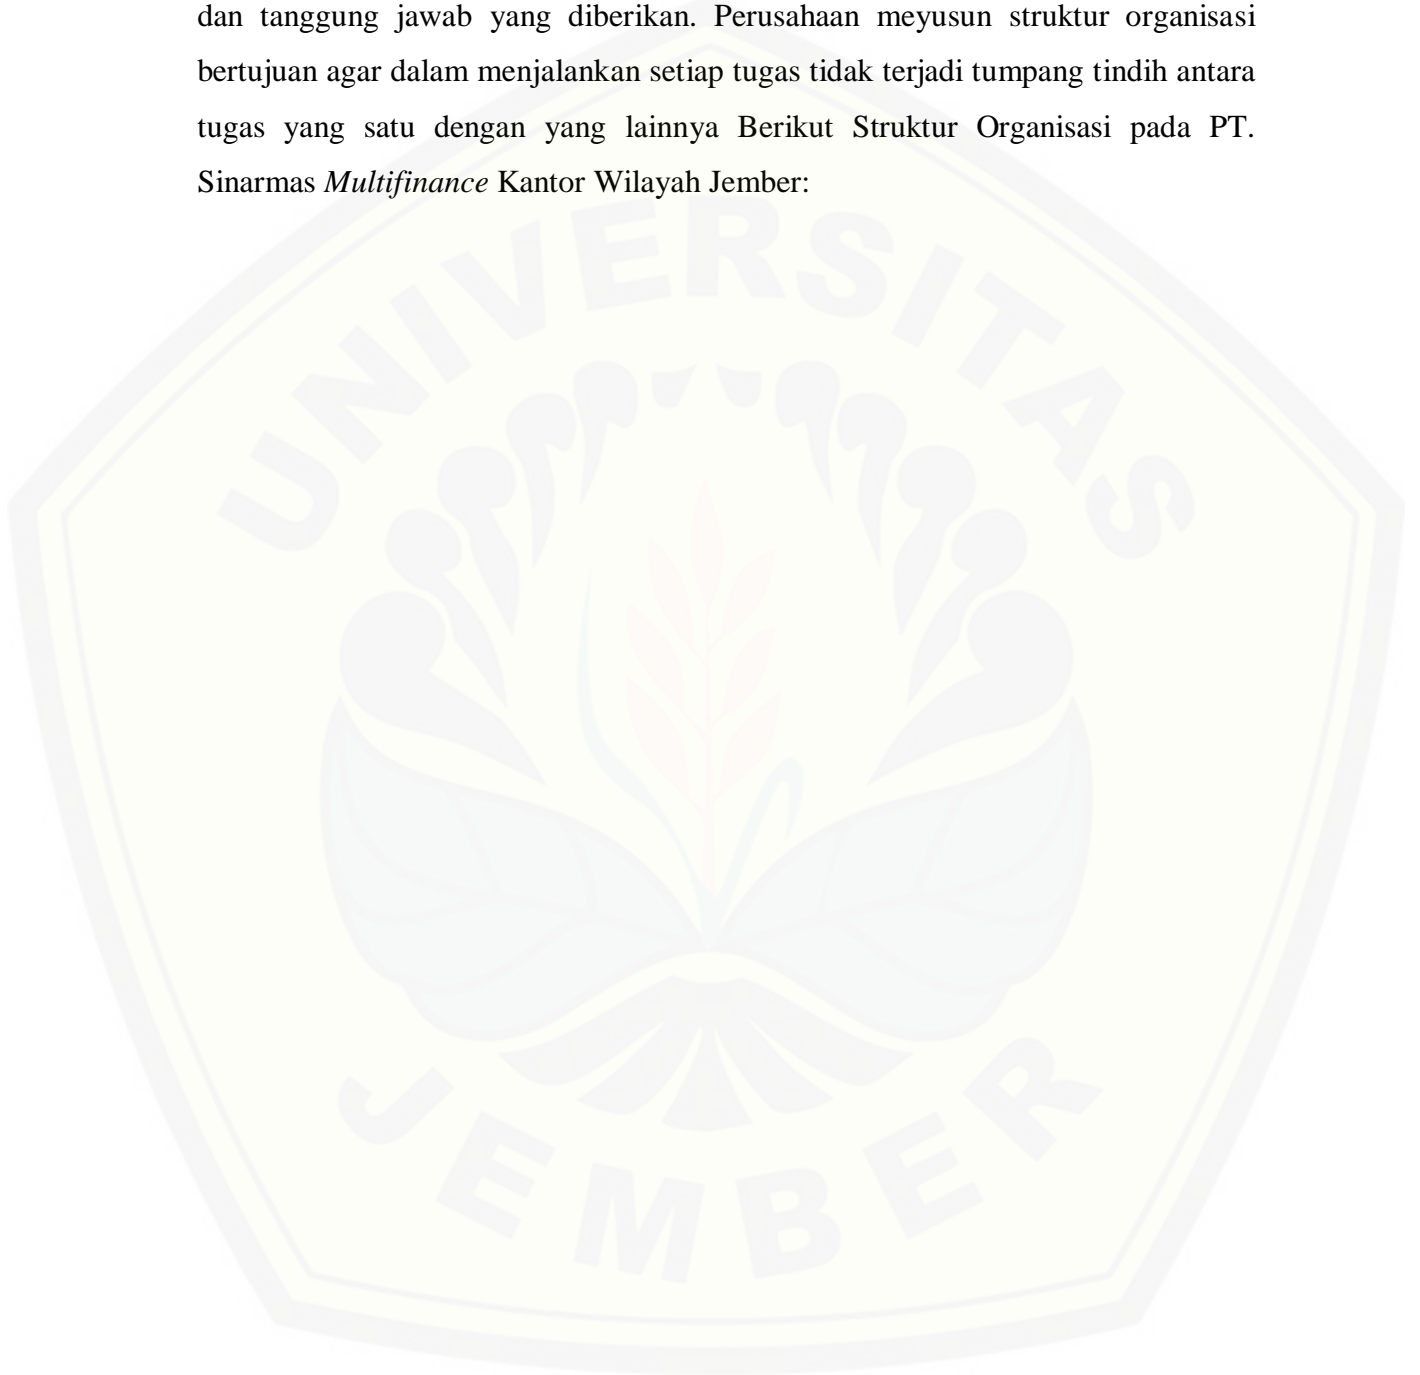 dan tanggung jawab yang diberikan. Perusahaan meyusun struktur organisasi
bertujuan agar dalam menjalankan setiap tugas tidak terjadi tumpang tindih antara
tugas yang satu dengan yang lainnya Berikut Struktur Organisasi pada PT.
Sinarmas Multifinance Kantor Wilayah Jember:
UNIVERSITAS
JEMBER